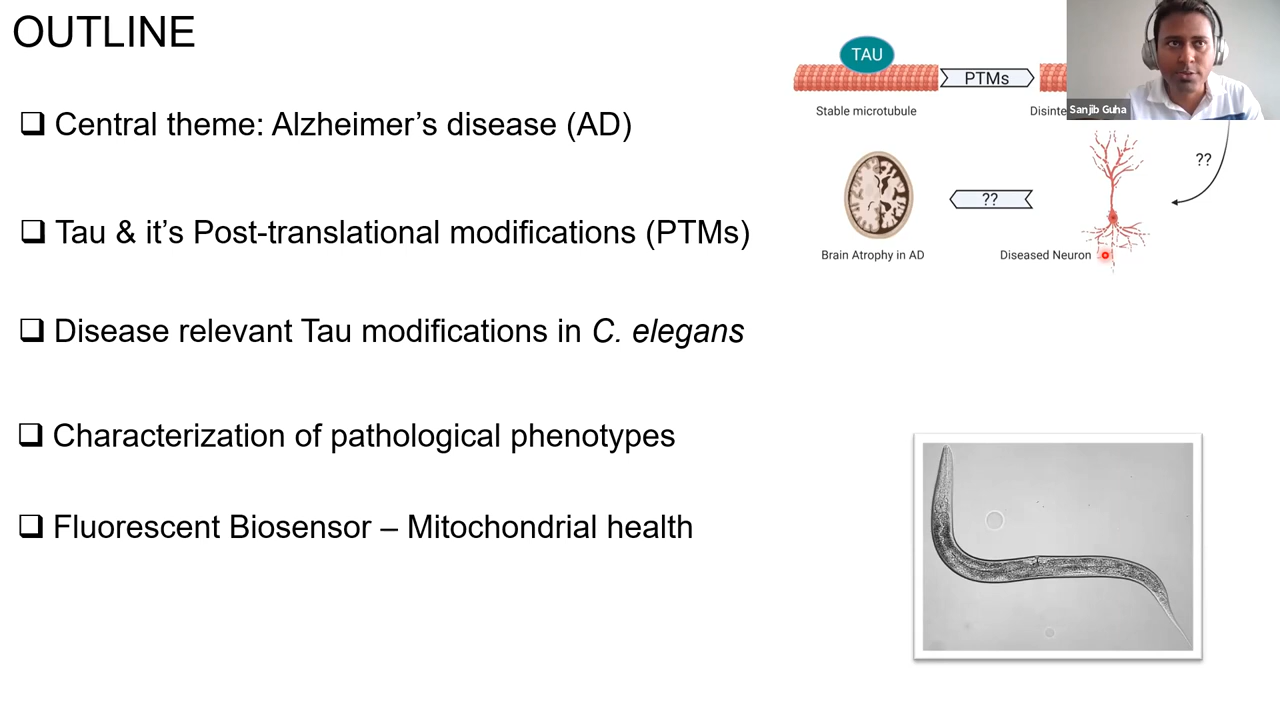 OUTLINE
Central theme: Alzheimer’s disease (AD)
Tau & it’s Post-translational modifications (PTMs)
Disease relevant Tau modifications in C. elegans
Characterization of pathological phenotypes
Fluorescent Biosensor – Mitochondrial health
TAU
PTMs
Stable microtubule
Sanjib Guha
??
??
Brain Atrophy in AD
Diseased Neuron